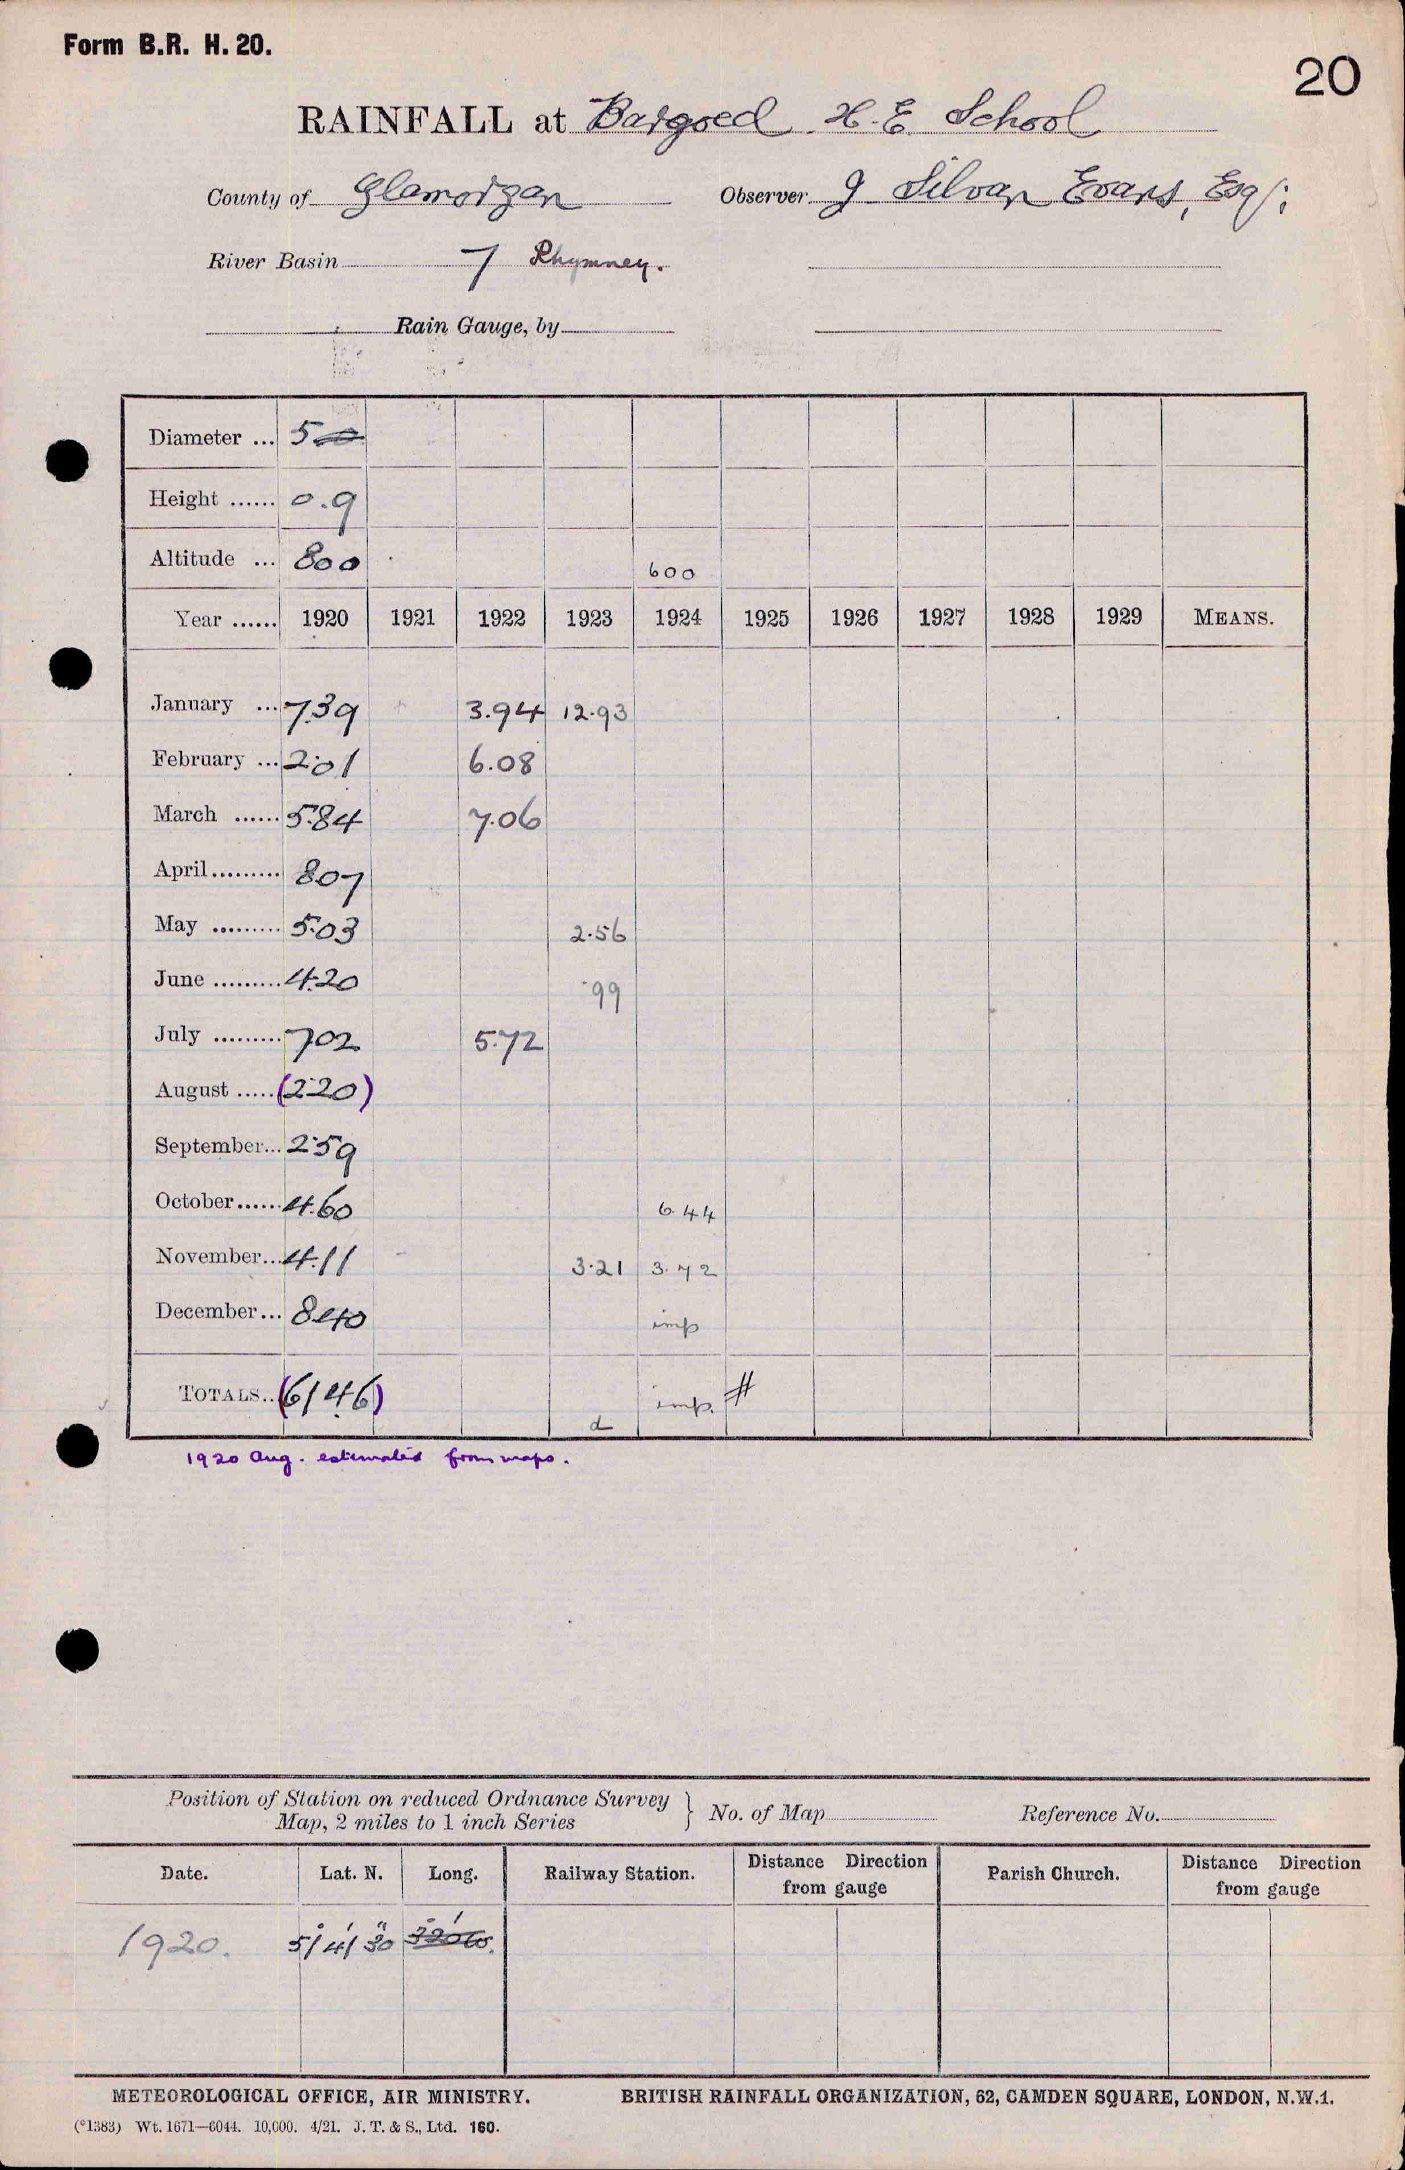 Form B.R. H. 20.
20
RAINFALL at Bargoed H.E. School
County of Glamorgan Observer J Silvan Evans, Esq;
River Basin 7 Rhymney.
Rain Gauge, by
Diameter ... 5
Height ...... 0.9
Altitude ... 800 600
Year ...... 1920 1921 1922 1923 1924 1925 1926 1927 1928 1929 MEANS.
January ... 7.39 3.94 12.93
February ... 2.01 6.08
March ...... 5.84 7.06
April ......... 8.07
May ......... 5.03 2.56
June ......... 4.20 .99
July ......... 7.02 5.72
August ..... (2.20)
September... 2.59
October...... 4.60 6.44
November... 4.11 3.21 3.72
December... 8.40 imp
TOTALS.. (61.46) d imp. #
1920 Aug. estimated from maps.
Position of Station on reduced Ordnance Survey
Map, 2 miles to 1 inch Series } No. of Map Reference No.
Date. Lat. N. Long. Railway Station. Distance Direction from gauge Parish Church. Distance Direction from gauge
1920. 51° 41' 30"
METEOROLOGICAL OFFICE, AIR MINISTRY. BRITISH RAINFALL ORGANIZATION, 62, CAMDEN SQUARE, LONDON, N.W.1.
(*1383) Wt. 1671—6044. 10,000. 4/21. J. T. & S., Ltd. 160.